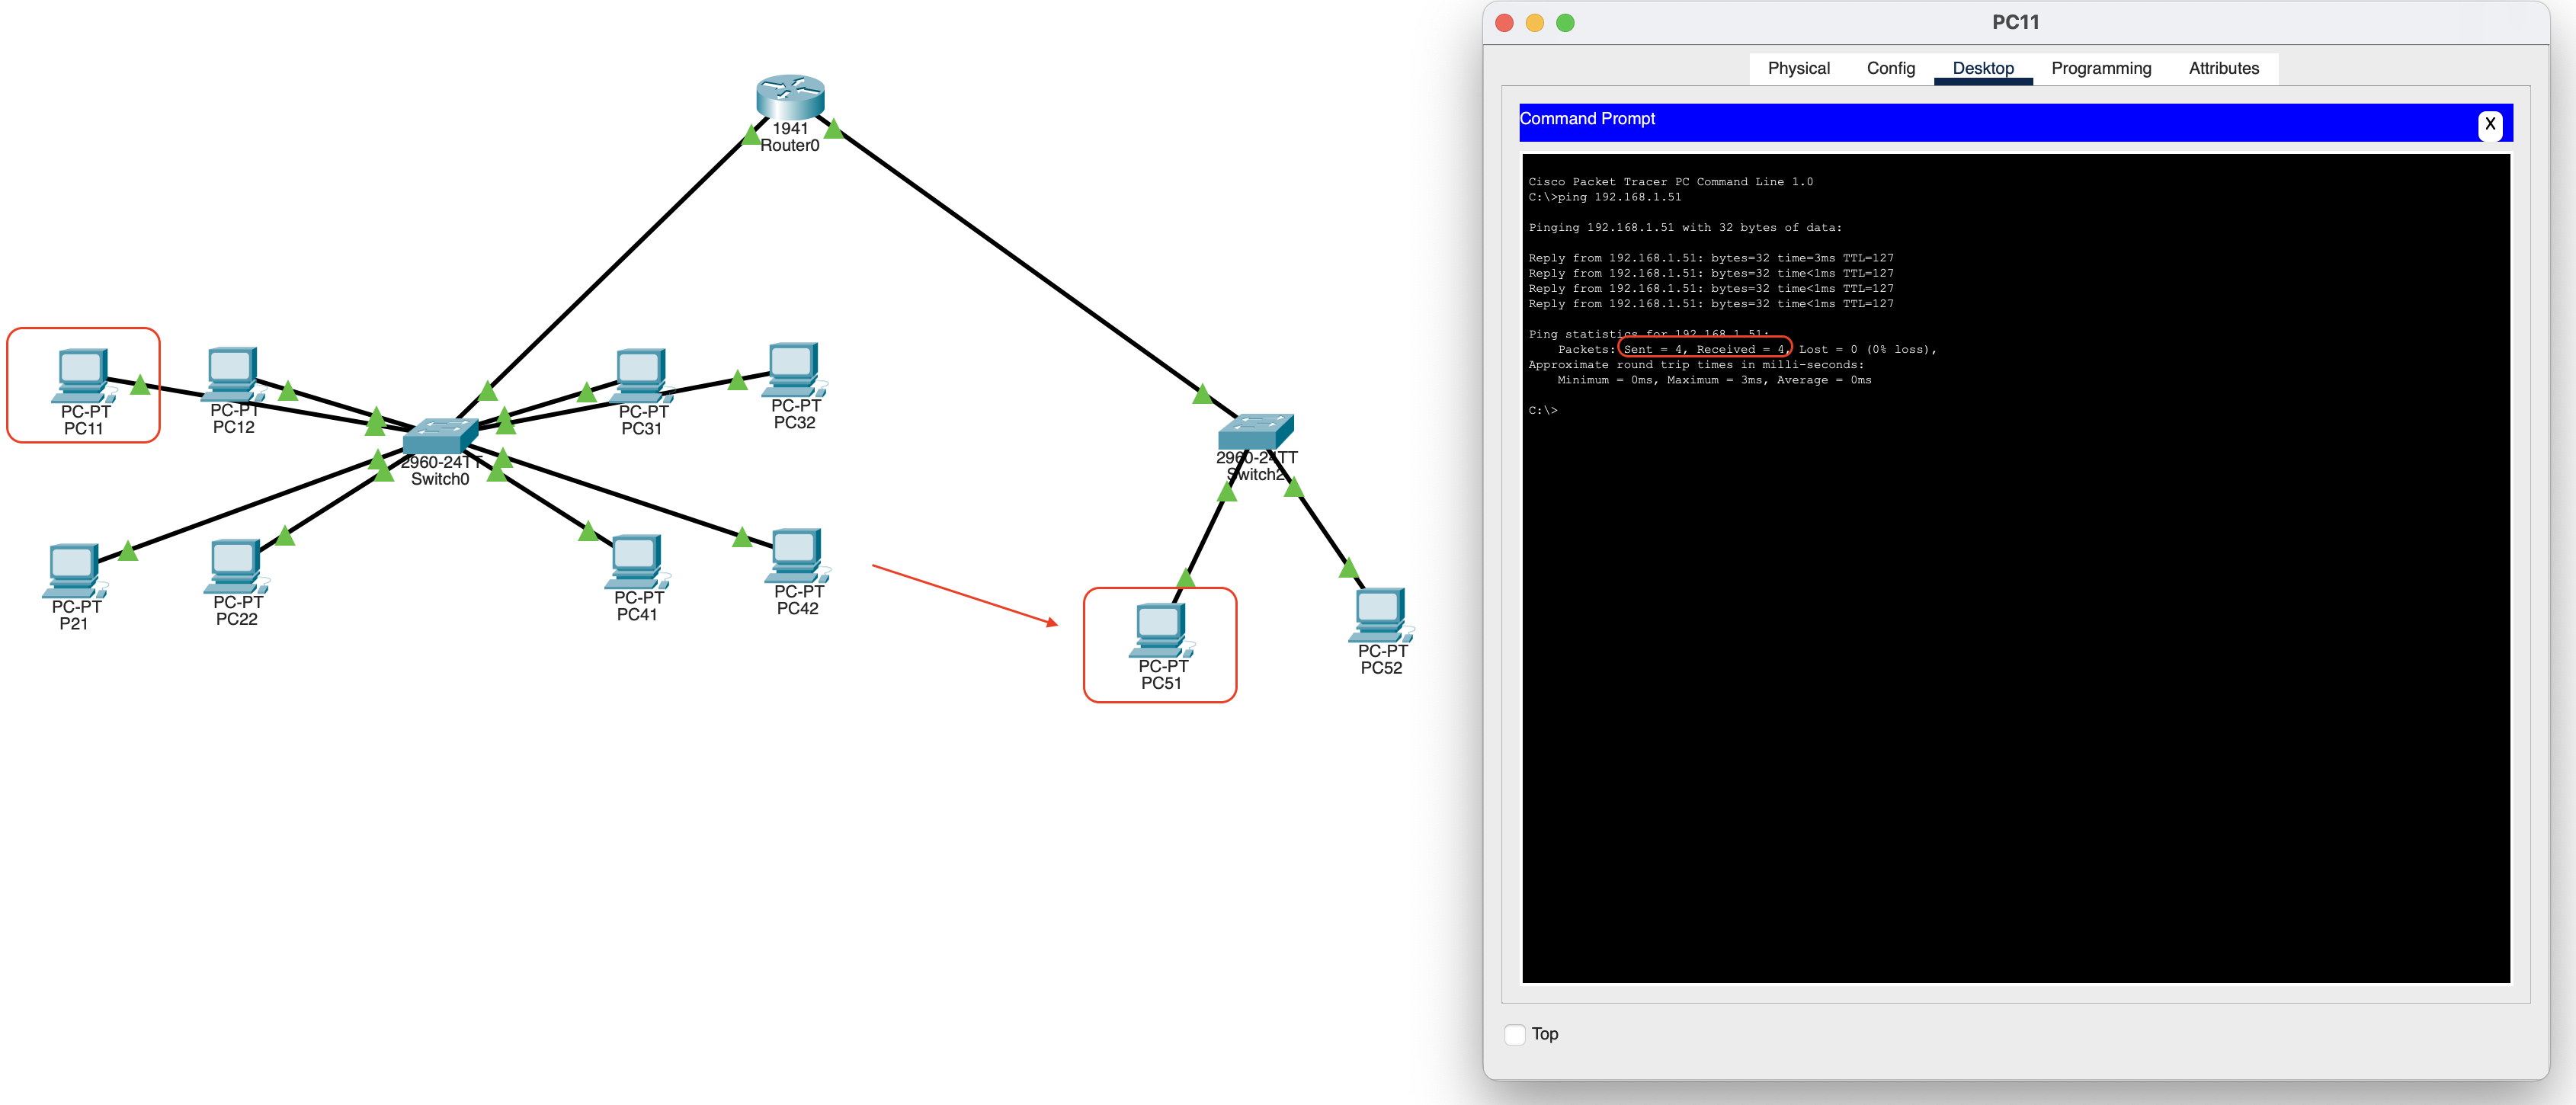 1941
Router0
PC-PT
PC11
PC-PT
PC12
PC-PT
PC31
PC-PT
PC32
2960-24TT
Switch0
PC-PT
P21
PC-PT
PC22
PC-PT
PC41
PC-PT
PC42
2960-24TT
Switch2
PC-PT
PC51
PC-PT
PC52
PC11
Physical Config Desktop Programming Attributes
Command Prompt
X
Cisco Packet Tracer PC Command Line 1.0
C:\>ping 192.168.1.51
Pinging 192.168.1.51 with 32 bytes of data:
Reply from 192.168.1.51: bytes=32 time=3ms TTL=127
Reply from 192.168.1.51: bytes=32 time<1ms TTL=127
Reply from 192.168.1.51: bytes=32 time<1ms TTL=127
Reply from 192.168.1.51: bytes=32 time<1ms TTL=127
Ping statistics for 192.168.1.51:
Packets: Sent = 4, Received = 4, Lost = 0 (0% loss),
Approximate round trip times in milli-seconds:
Minimum = 0ms, Maximum = 3ms, Average = 0ms
C:\>
Top